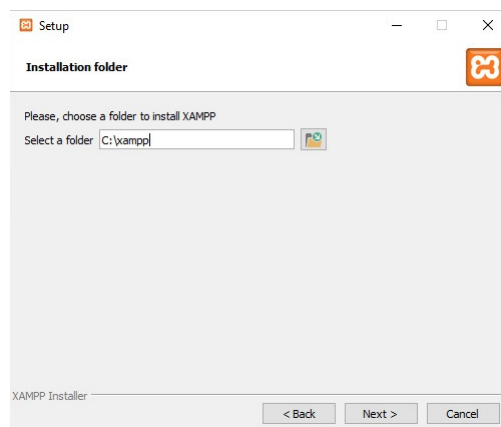 Setup
Installation folder
Please, choose a folder to install XAMPP
Select a folder C:\xampp
XAMPP Installer
< Back Next > Cancel